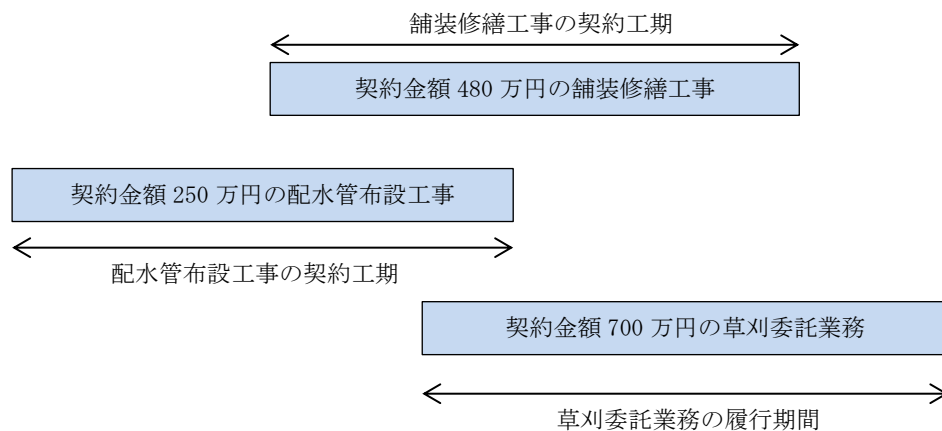 舗装修繕工事の契約工期
契約金額 480 万円の舗装修繕工事
契約金額 250 万円の配水管布設工事
配水管布設工事の契約工期
契約金額 700 万円の草刈委託業務
草刈委託業務の履行期間